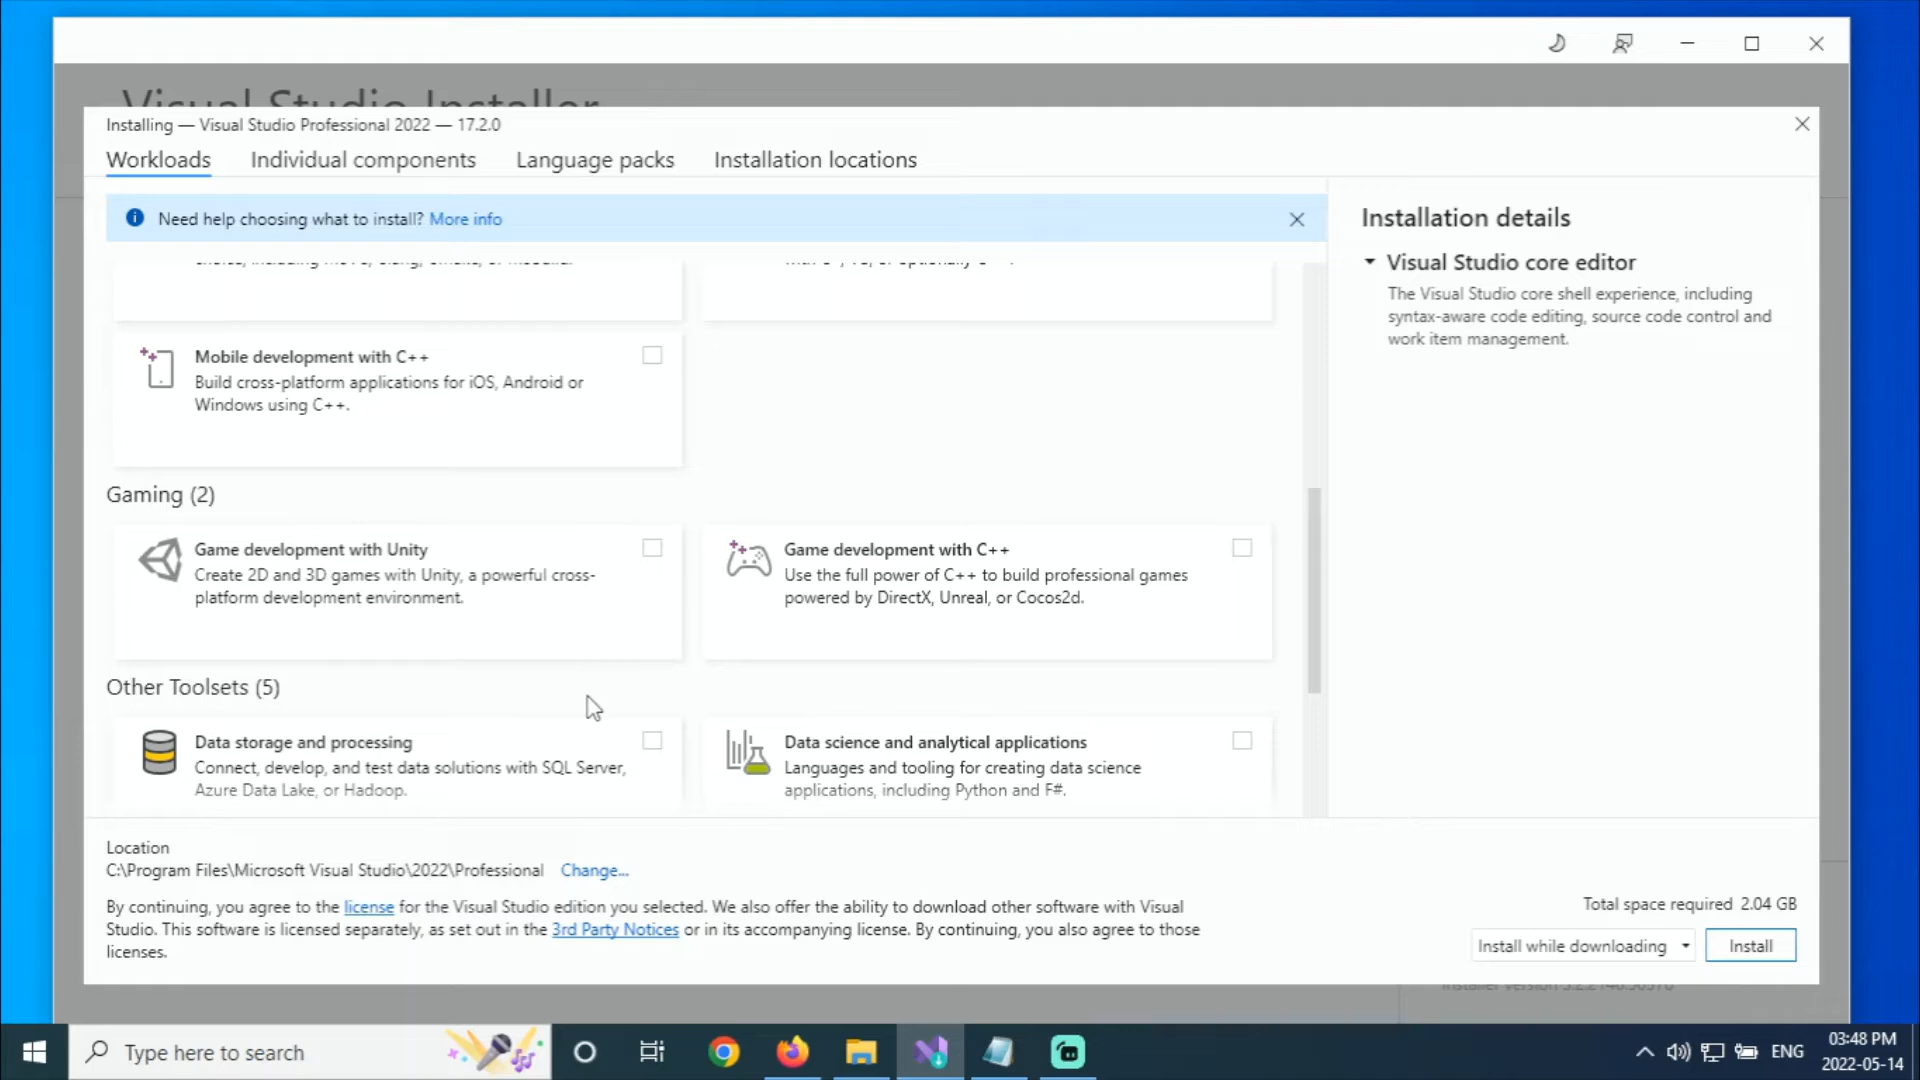 Visual Studio Installer
Installing — Visual Studio Professional 2022 — 17.2.0
Workloads Individual components Language packs Installation locations
Need help choosing what to install? More info
Installation details
Visual Studio core editor
The Visual Studio core shell experience, including
syntax-aware code editing, source code control and
work item management.
Mobile development with C++
Build cross-platform applications for iOS, Android or
Windows using C++.
Gaming (2)
Game development with Unity
Create 2D and 3D games with Unity, a powerful cross-
platform development environment.
Game development with C++
Use the full power of C++ to build professional games
powered by DirectX, Unreal, or Cocos2d.
Other Toolsets (5)
Data storage and processing
Connect, develop, and test data solutions with SQL Server,
Azure Data Lake, or Hadoop.
Data science and analytical applications
Languages and tooling for creating data science
applications, including Python and F#.
Location
C:\Program Files\Microsoft Visual Studio\2022\Professional Change...
By continuing, you agree to the license for the Visual Studio edition you selected. We also offer the ability to download other software with Visual
Studio. This software is licensed separately, as set out in the 3rd Party Notices or in its accompanying license. By continuing, you also agree to those
licenses.
Total space required 2.04 GB
Install while downloading Install
Type here to search
ENG
03:48 PM
2022-05-14